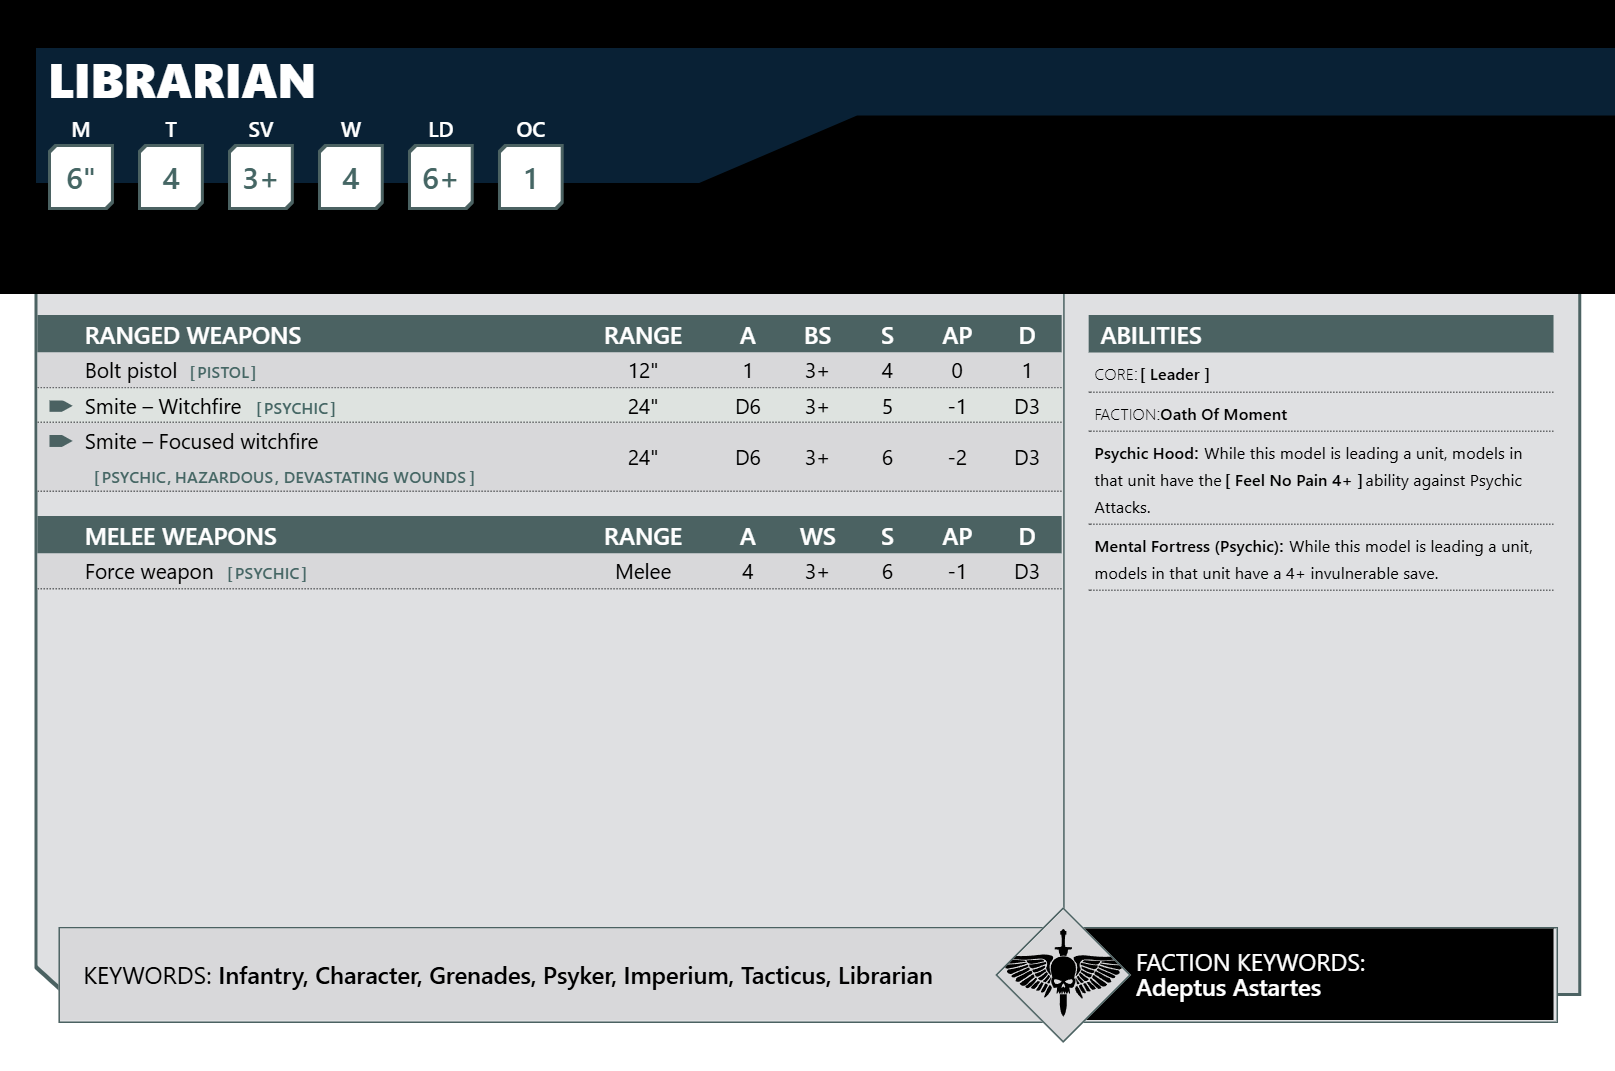 LIBRARIAN
M T SV W LD OC
6" 4 3+ 4 6+ 1
RANGED WEAPONS RANGE A BS S AP D
Bolt pistol [PISTOL] 12" 1 3+ 4 0 1
Smite – Witchfire [PSYCHIC] 24" D6 3+ 5 -1 D3
Smite – Focused witchfire
[PSYCHIC, HAZARDOUS, DEVASTATING WOUNDS] 24" D6 3+ 6 -2 D3
MELEE WEAPONS RANGE A WS S AP D
Force weapon [PSYCHIC] Melee 4 3+ 6 -1 D3
ABILITIES
CORE: [ Leader ]
FACTION:Oath Of Moment
Psychic Hood: While this model is leading a unit, models in
that unit have the [ Feel No Pain 4+ ] ability against Psychic
Attacks.
Mental Fortress (Psychic): While this model is leading a unit,
models in that unit have a 4+ invulnerable save.
KEYWORDS: Infantry, Character, Grenades, Psyker, Imperium, Tacticus, Librarian
FACTION KEYWORDS:
Adeptus Astartes